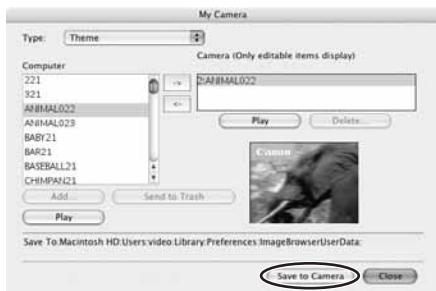 My Camera
Type: Theme
Camera (Only editable items display)
Computer
221
321
ANIMAL022
ANIMAL023
BABY21
BAR21
BASEBALL21
CHIMPAN21
->
<-
2:ANIMAL022
Play
Delete...
Canon
Add...
Send to Trash
Play
Save To:Macintosh HD:Users:video:Library:Preferences:ImageBrowserUserData:
Save to Camera
Close